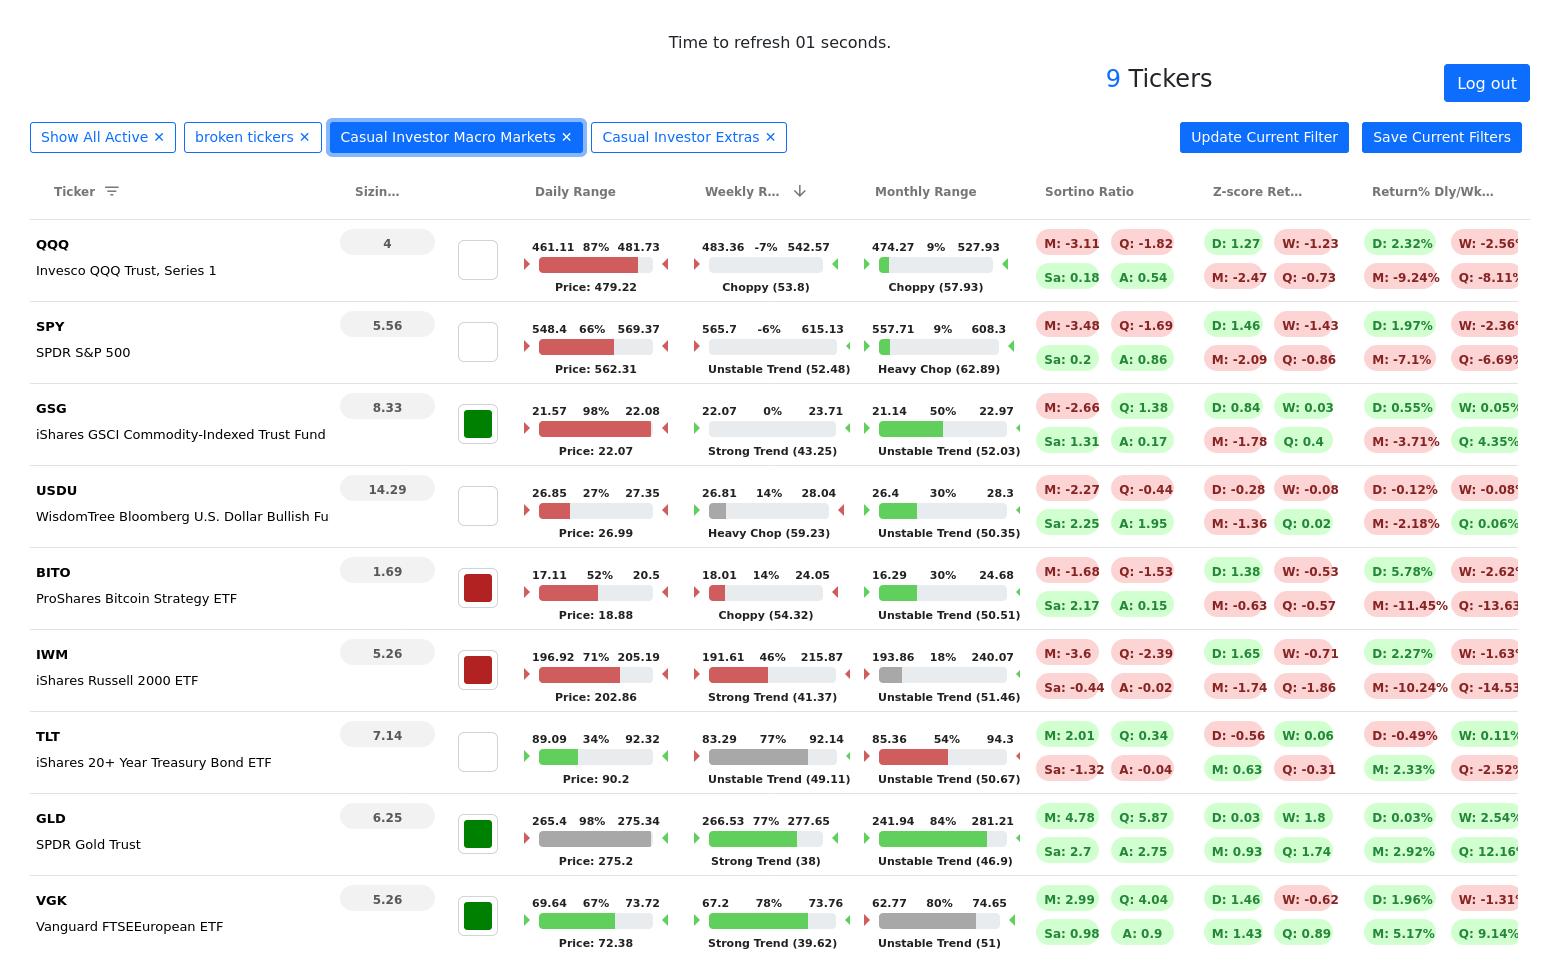 Time to refresh 01 seconds.
9 Tickers
Log out
Show All Active ✕ broken tickers ✕ Casual Investor Macro Markets ✕ Casual Investor Extras ✕ Update Current Filter Save Current Filters
Ticker Sizin... Daily Range Weekly R... Monthly Range Sortino Ratio Z-score Ret... Return% Dly/Wk...
QQQ 4 461.11 87% 481.73 483.36 -7% 542.57 474.27 9% 527.93 M: -3.11 Q: -1.82 D: 1.27 W: -1.23 D: 2.32% W: -2.56%
Invesco QQQ Trust, Series 1 Sa: 0.18 A: 0.54 M: -2.47 Q: -0.73 M: -9.24% Q: -8.11%
Price: 479.22 Choppy (53.8) Choppy (57.93)
SPY 5.56 548.4 66% 569.37 565.7 -6% 615.13 557.71 9% 608.3 M: -3.48 Q: -1.69 D: 1.46 W: -1.43 D: 1.97% W: -2.36%
SPDR S&P 500 Sa: 0.2 A: 0.86 M: -2.09 Q: -0.86 M: -7.1% Q: -6.69%
Price: 562.31 Unstable Trend (52.48) Heavy Chop (62.89)
GSG 8.33 21.57 98% 22.08 22.07 0% 23.71 21.14 50% 22.97 M: -2.66 Q: 1.38 D: 0.84 W: 0.03 D: 0.55% W: 0.05%
iShares GSCI Commodity-Indexed Trust Fund Sa: 1.31 A: 0.17 M: -1.78 Q: 0.4 M: -3.71% Q: 4.35%
Price: 22.07 Strong Trend (43.25) Unstable Trend (52.03)
USDU 14.29 26.85 27% 27.35 26.81 14% 28.04 26.4 30% 28.3 M: -2.27 Q: -0.44 D: -0.28 W: -0.08 D: -0.12% W: -0.08%
WisdomTree Bloomberg U.S. Dollar Bullish Fu Sa: 2.25 A: 1.95 M: -1.36 Q: 0.02 M: -2.18% Q: 0.06%
Price: 26.99 Heavy Chop (59.23) Unstable Trend (50.35)
BITO 1.69 17.11 52% 20.5 18.01 14% 24.05 16.29 30% 24.68 M: -1.68 Q: -1.53 D: 1.38 W: -0.53 D: 5.78% W: -2.62%
ProShares Bitcoin Strategy ETF Sa: 2.17 A: 0.15 M: -0.63 Q: -0.57 M: -11.45% Q: -13.63
Price: 18.88 Choppy (54.32) Unstable Trend (50.51)
IWM 5.26 196.92 71% 205.19 191.61 46% 215.87 193.86 18% 240.07 M: -3.6 Q: -2.39 D: 1.65 W: -0.71 D: 2.27% W: -1.63%
iShares Russell 2000 ETF Sa: -0.44 A: -0.02 M: -1.74 Q: -1.86 M: -10.24% Q: -14.53
Price: 202.86 Strong Trend (41.37) Unstable Trend (51.46)
TLT 7.14 89.09 34% 92.32 83.29 77% 92.14 85.36 54% 94.3 M: 2.01 Q: 0.34 D: -0.56 W: 0.06 D: -0.49% W: 0.11%
iShares 20+ Year Treasury Bond ETF Sa: -1.32 A: -0.04 M: 0.63 Q: -0.31 M: 2.33% Q: -2.52%
Price: 90.2 Unstable Trend (49.11) Unstable Trend (50.67)
GLD 6.25 265.4 98% 275.34 266.53 77% 277.65 241.94 84% 281.21 M: 4.78 Q: 5.87 D: 0.03 W: 1.8 D: 0.03% W: 2.54%
SPDR Gold Trust Sa: 2.7 A: 2.75 M: 0.93 Q: 1.74 M: 2.92% Q: 12.16%
Price: 275.2 Strong Trend (38) Unstable Trend (46.9)
VGK 5.26 69.64 67% 73.72 67.2 78% 73.76 62.77 80% 74.65 M: 2.99 Q: 4.04 D: 1.46 W: -0.62 D: 1.96% W: -1.31%
Vanguard FTSEEuropean ETF Sa: 0.98 A: 0.9 M: 1.43 Q: 0.89 M: 5.17% Q: 9.14%
Price: 72.38 Strong Trend (39.62) Unstable Trend (51)